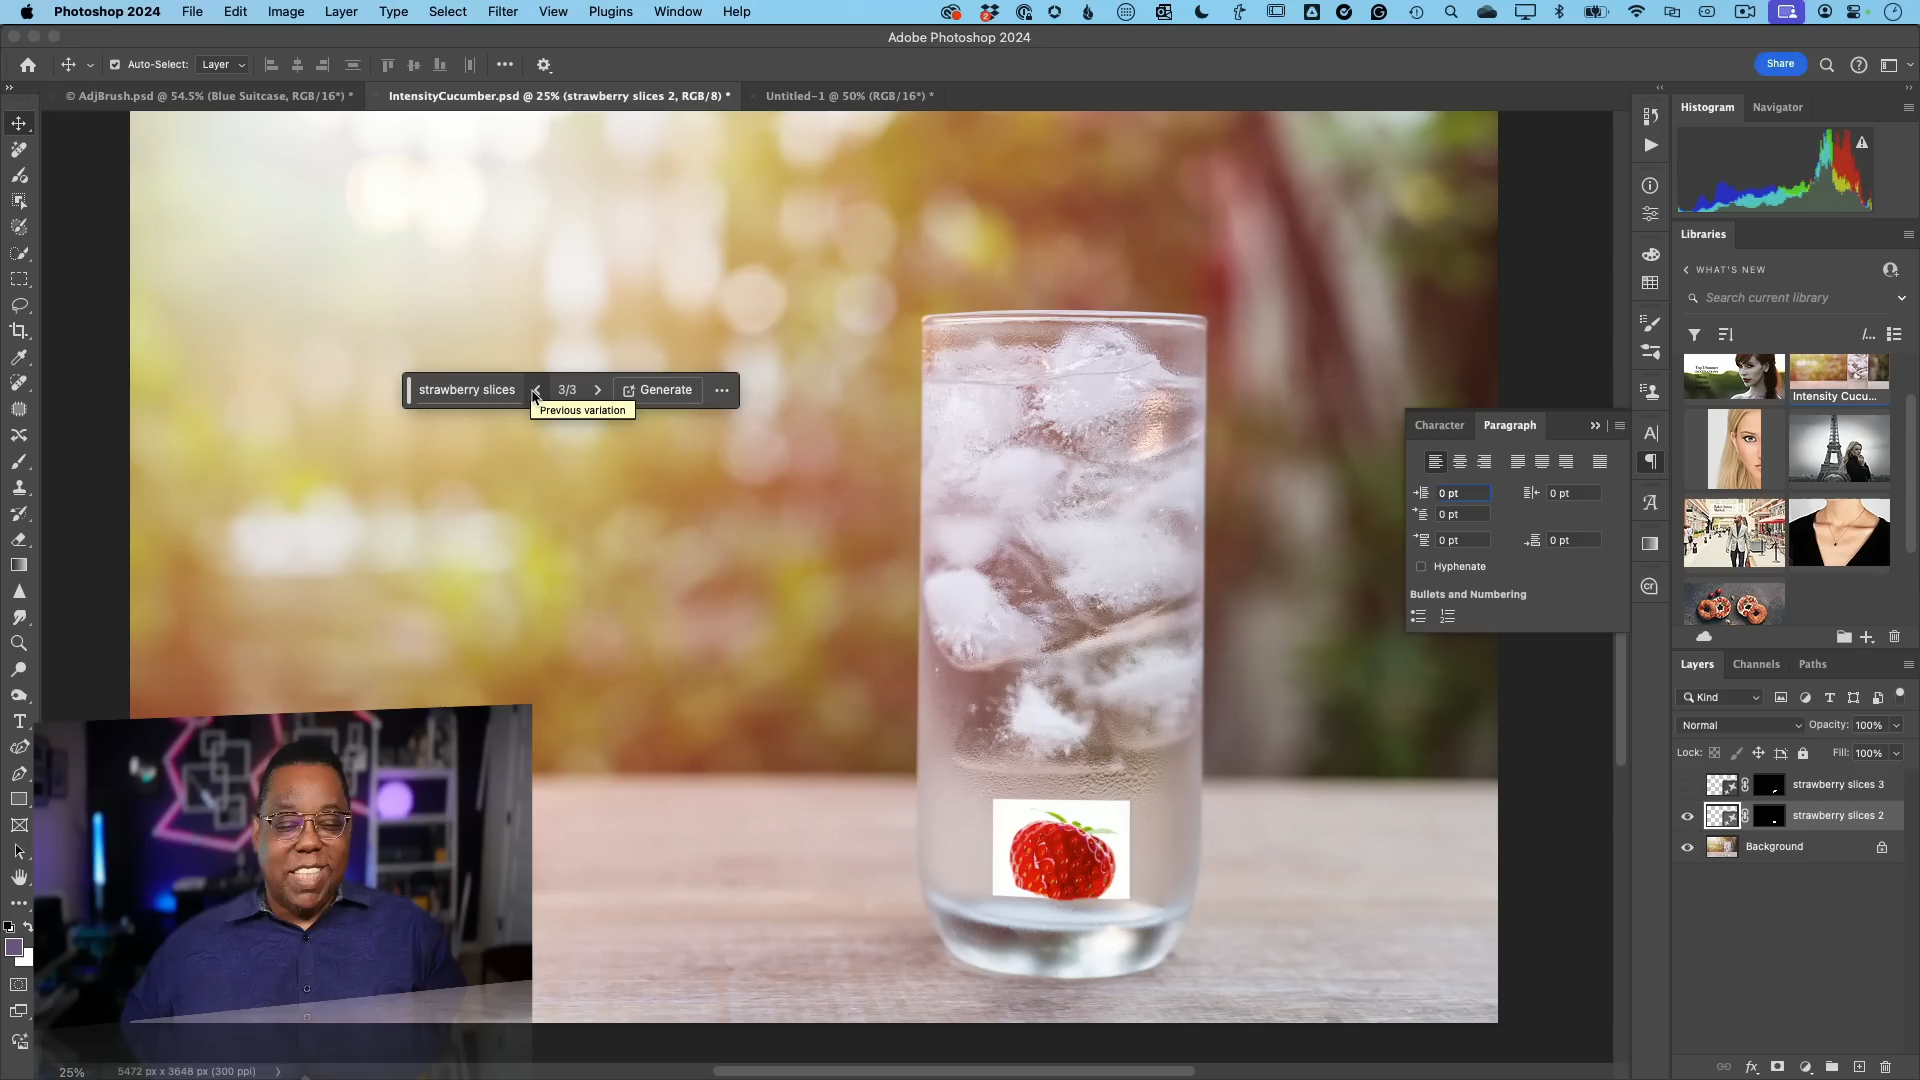 Photoshop 2024 File Edit Image Layer Type Select Filter View Plugins Window Help
Adobe Photoshop 2024
Auto-Select: Layer
Share
© AdjBrush.psd @ 54.5% (Blue Suitcase, RGB/16*) *
IntensityCucumber.psd @ 25% (strawberry slices 2, RGB/8) *
Untitled-1 @ 50% (RGB/16*) *
Histogram Navigator
Libraries
WHAT'S NEW
Search current library
Intensity Cucu...
strawberry slices 3/3 Generate
Previous variation
Character Paragraph
0 pt 0 pt
0 pt
0 pt 0 pt
Hyphenate
Bullets and Numbering
Layers Channels Paths
Kind
Normal Opacity: 100%
Lock: Fill: 100%
strawberry slices 3
strawberry slices 2
Background
25% 5472 px x 3648 px (300 ppi)